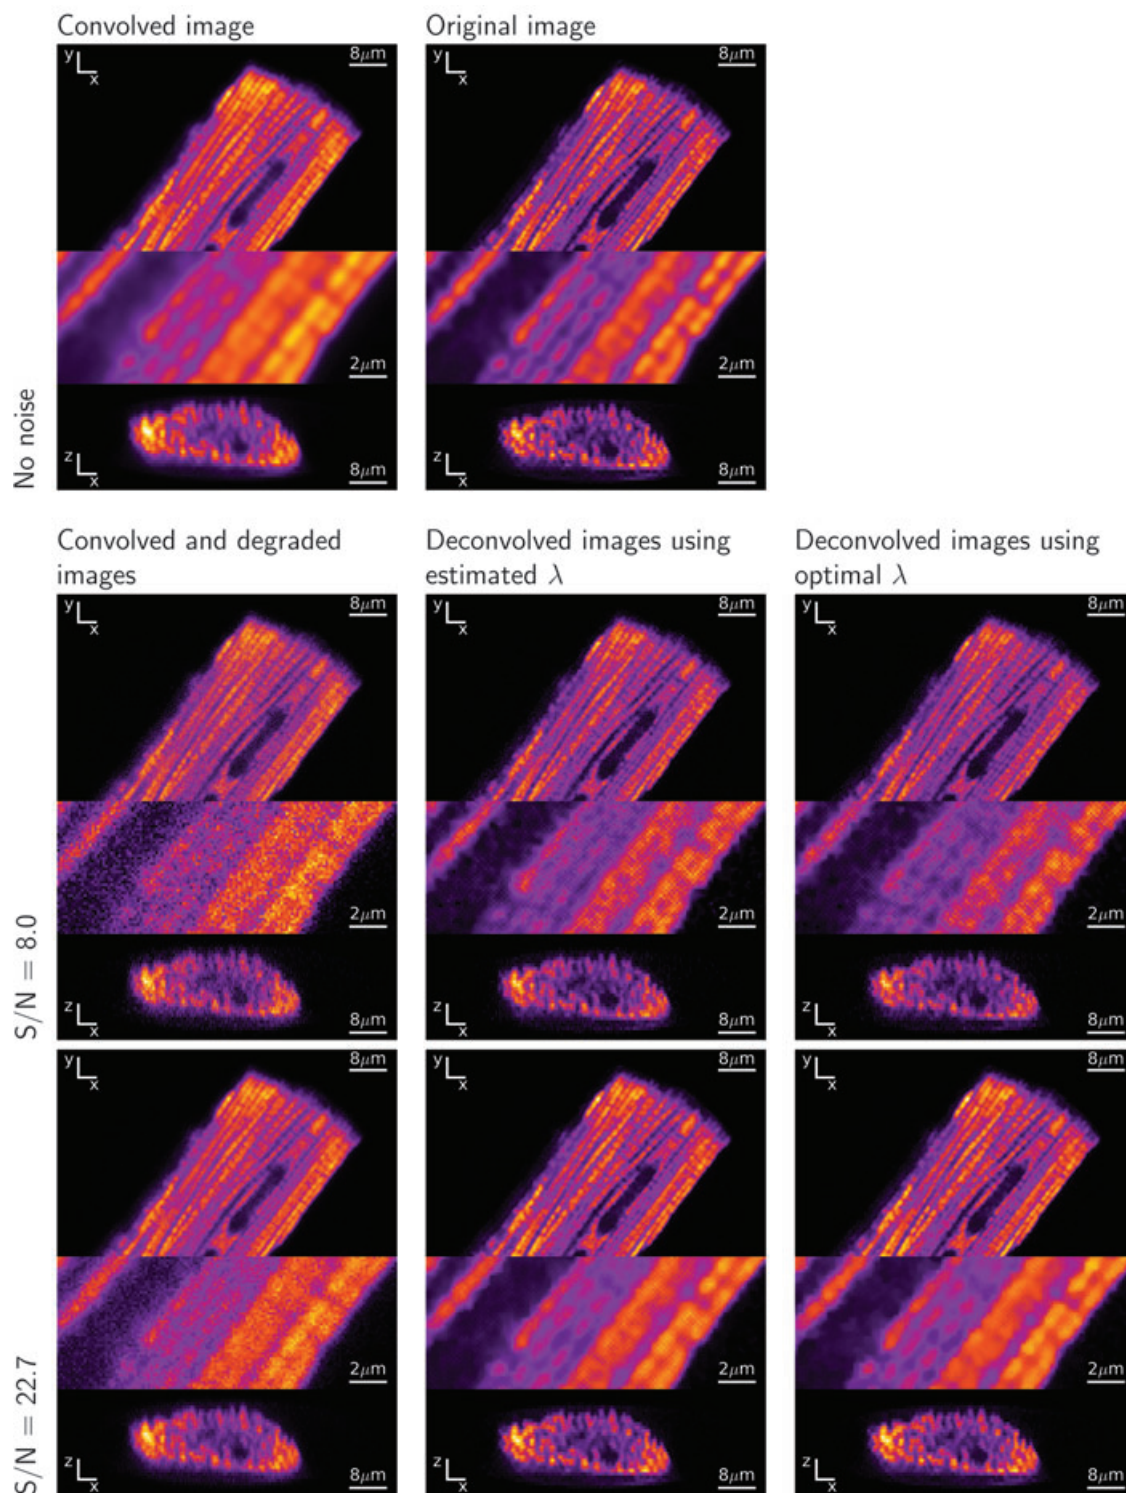 Convolved image
Original image
y
x
8μm
y
x
8μm
2μm
2μm
No noise
z
x
8μm
z
x
8μm
Convolved and degraded
images
Deconvolved images using
estimated λ
Deconvolved images using
optimal λ
y
x
8μm
y
x
8μm
y
x
8μm
2μm
2μm
2μm
S/N = 8.0
z
x
8μm
z
x
8μm
z
x
8μm
y
x
8μm
y
x
8μm
y
x
8μm
2μm
2μm
2μm
S/N = 22.7
z
x
8μm
z
x
8μm
z
x
8μm